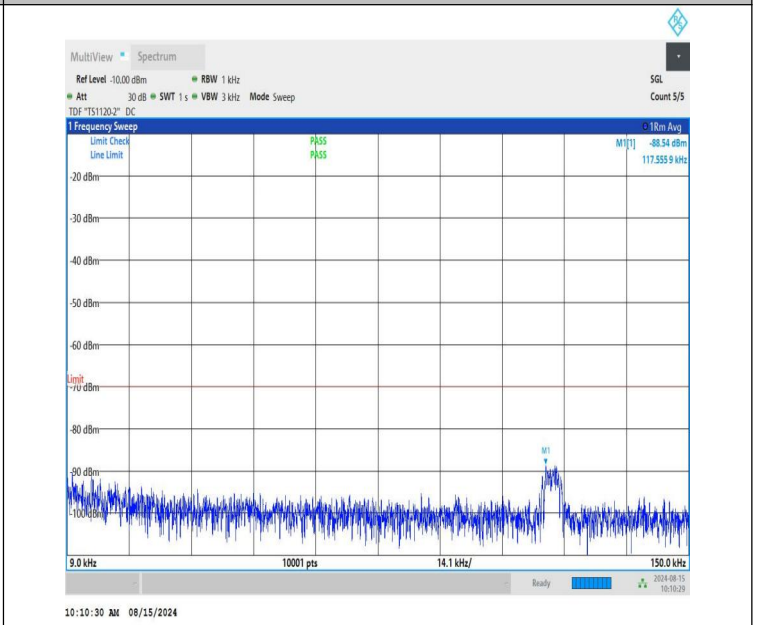 MultiView Spectrum
Ref Level -10.00 dBm RBW 1 kHz SGL
Att 30 dB SWT 1 s VBW 3 kHz Mode Sweep Count 5/5
TDF "TS1120-2" DC
1 Frequency Sweep 1Rm Avg
Limit Check PASS M1[1] -88.54 dBm
Line Limit PASS 117.555 9 kHz
-20 dBm
-30 dBm
-40 dBm
-50 dBm
-60 dBm
Limit
-70 dBm
-80 dBm
M1
-90 dBm
-100 dBm
9.0 kHz 10001 pts 14.1 kHz/ 150.0 kHz
Ready 2024-08-15
10:10:29
10:10:30 AM 08/15/2024